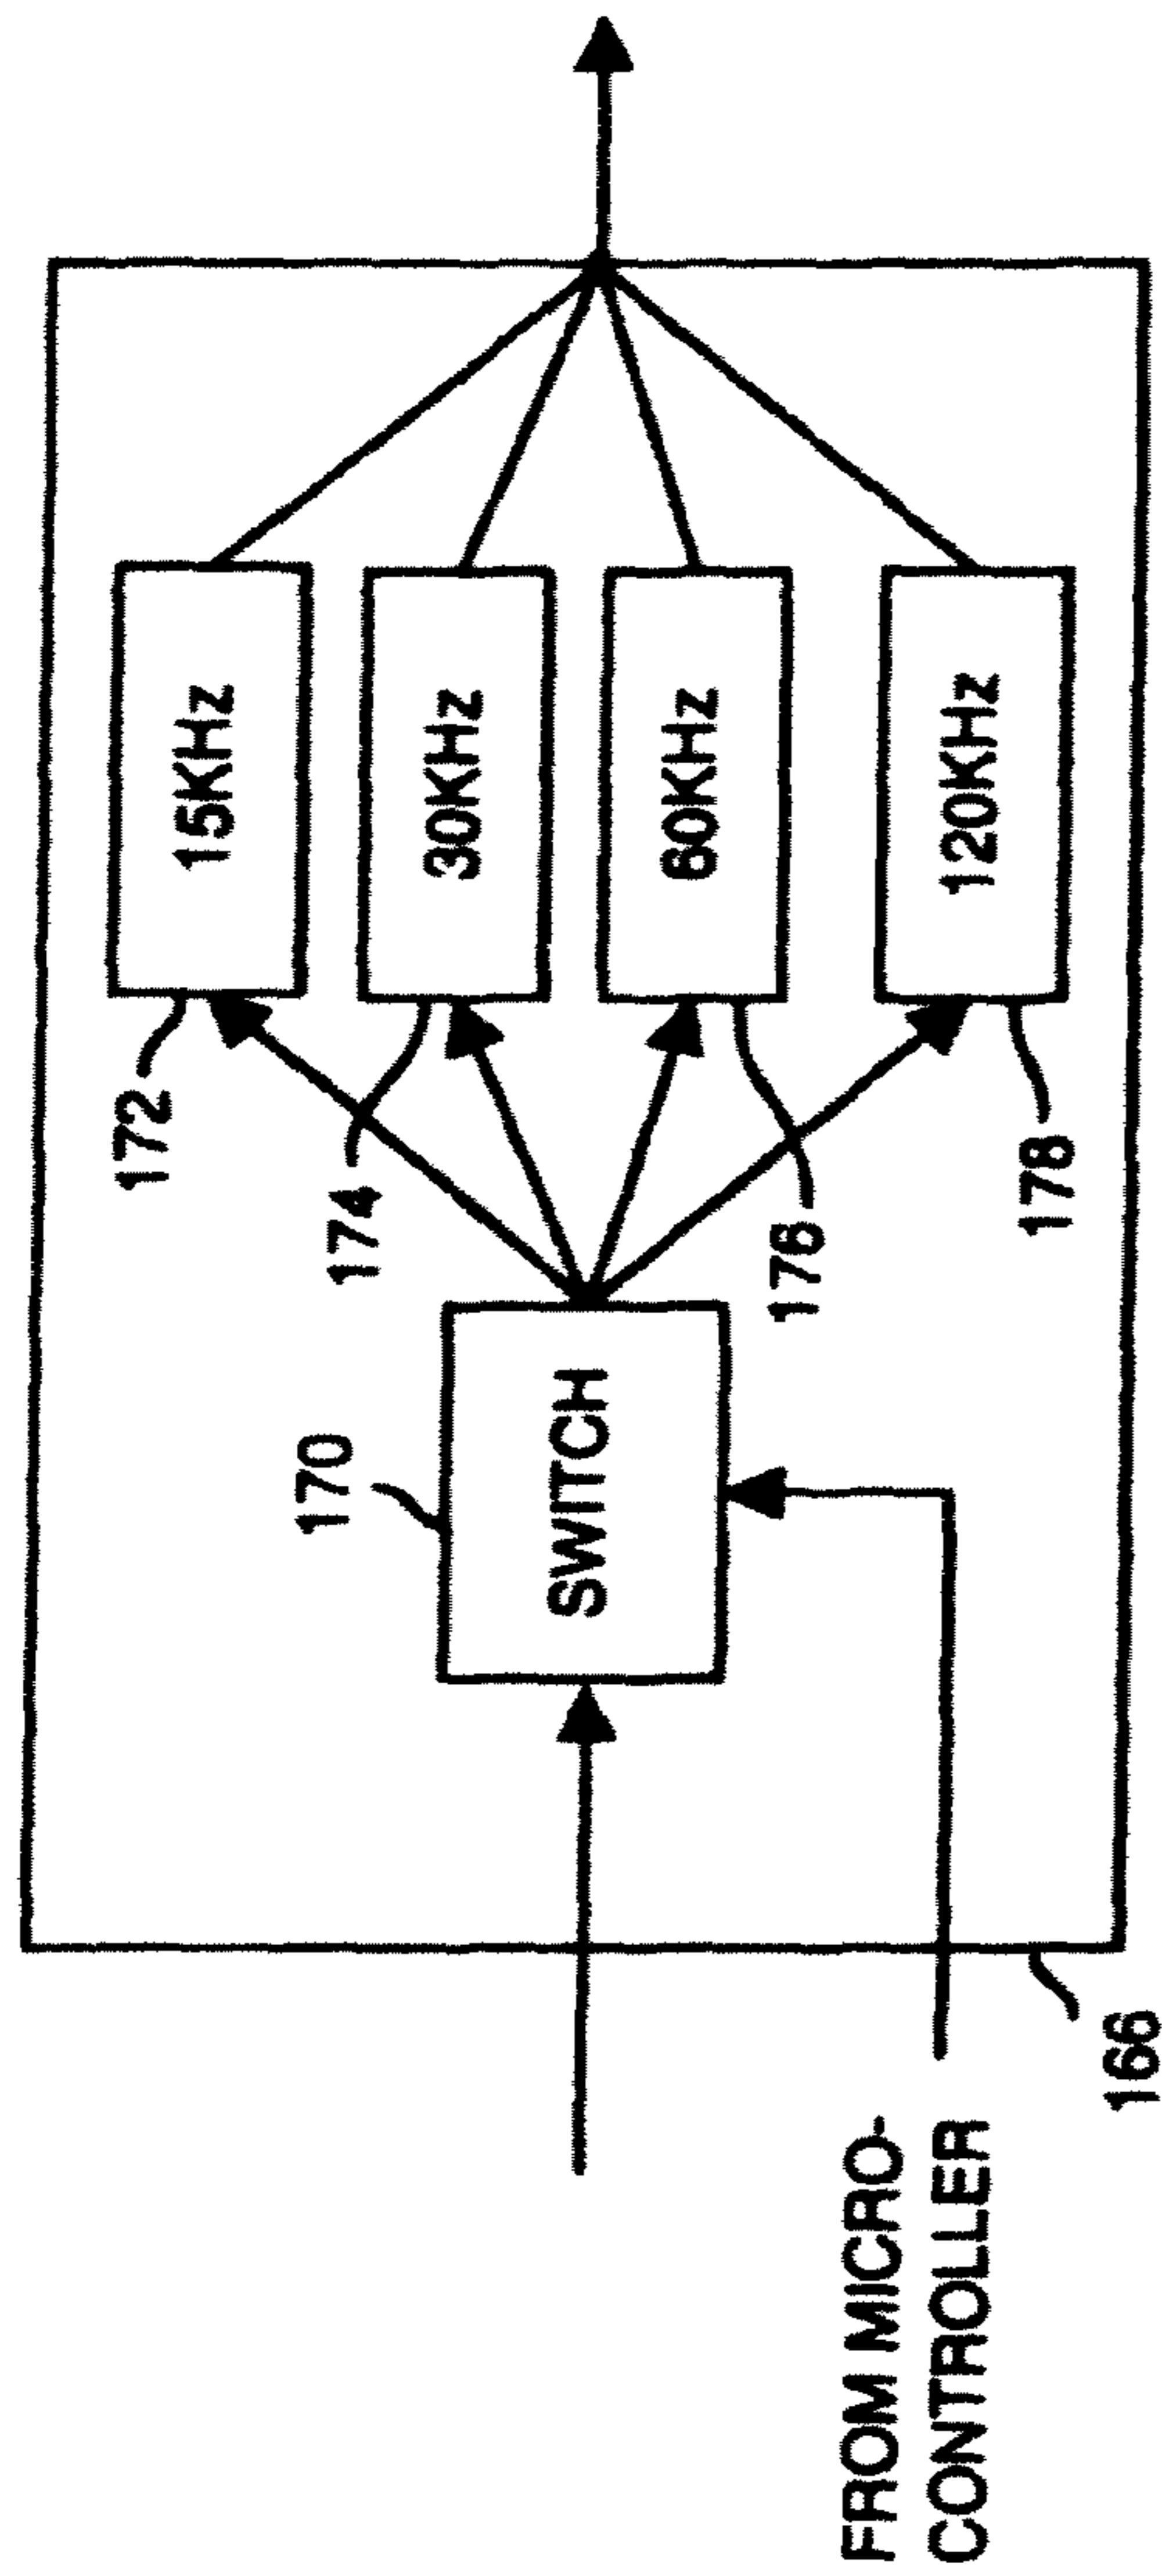 172
15KHz
174
30KHz
170
SWITCH
176
60KHz
178
120KHz
FROM MICRO-
CONTROLLER
166